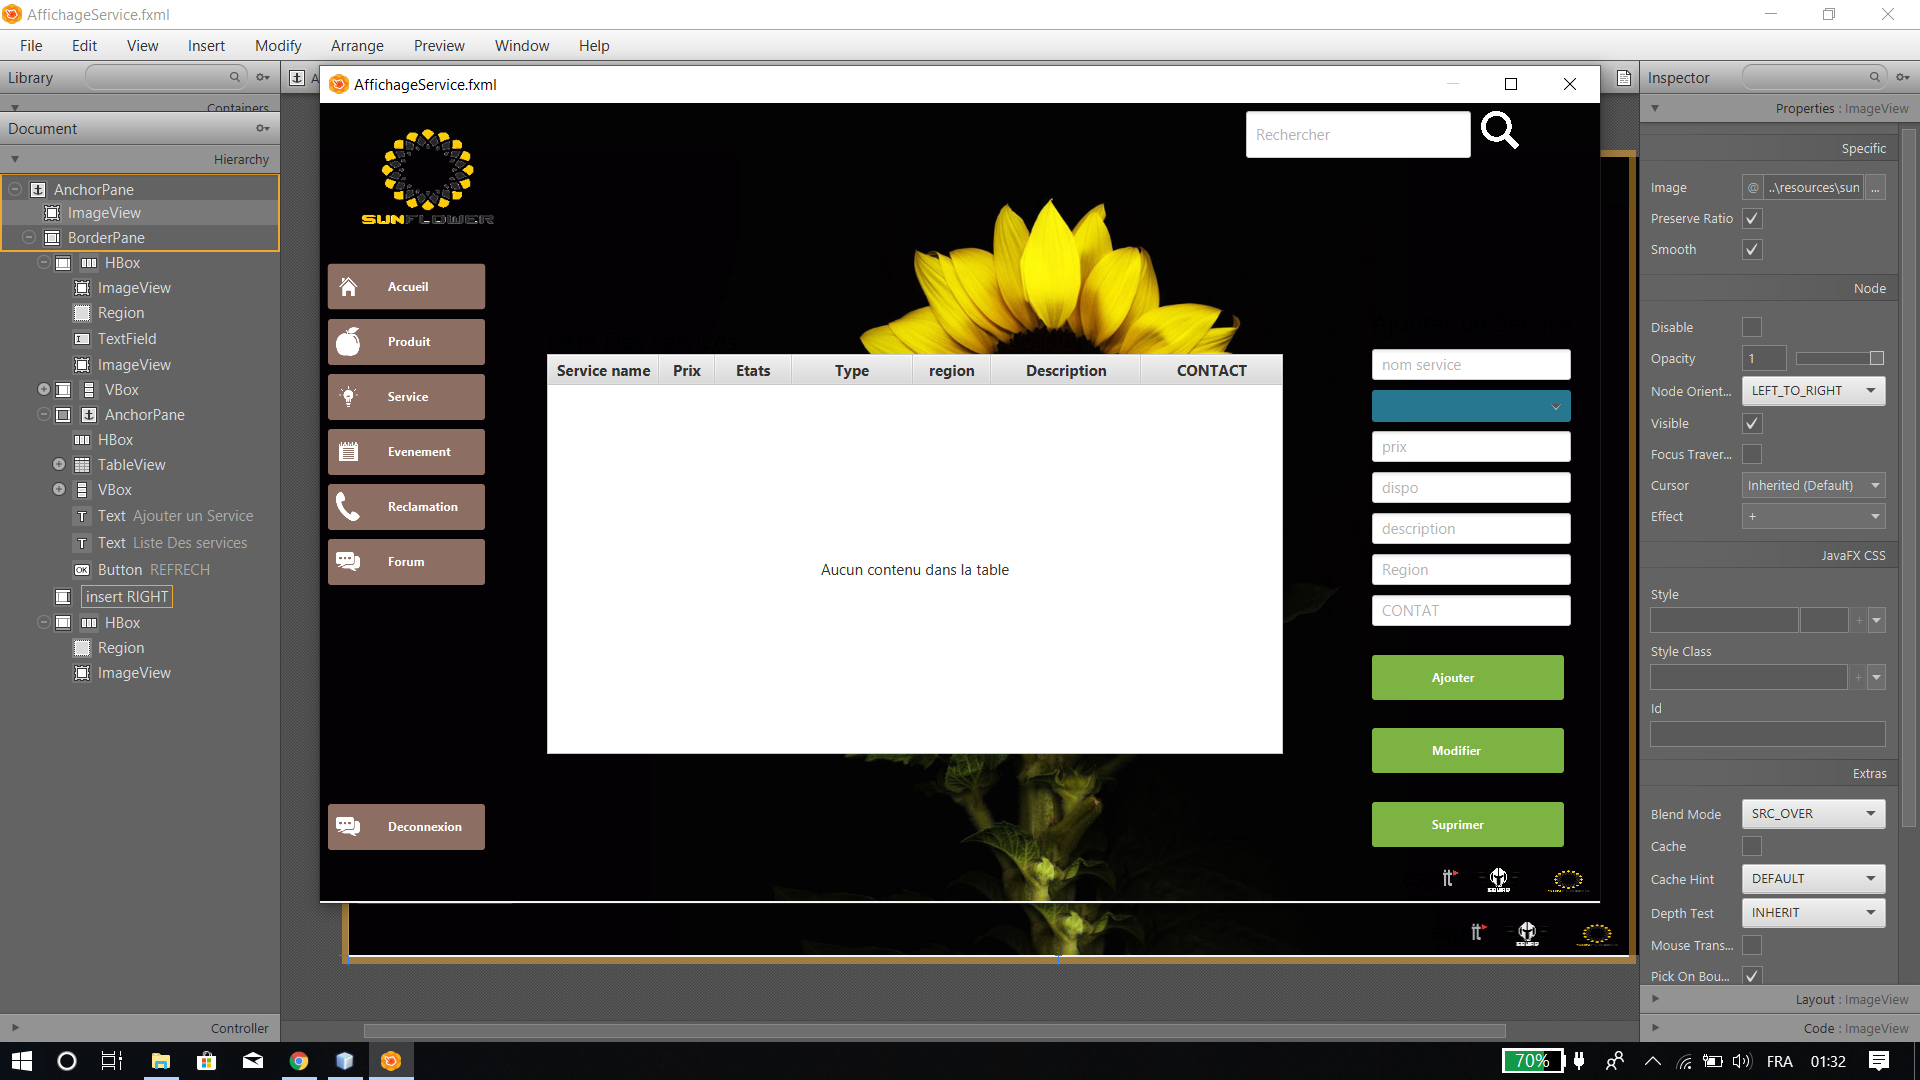 AffichageService.fxml
File Edit View Insert Modify Arrange Preview Window Help
Library
Containers
Document
Hierarchy
AnchorPane
ImageView
BorderPane
HBox
ImageView
Region
TextField
ImageView
VBox
AnchorPane
HBox
TableView
VBox
Text Ajouter un Service
Text Liste Des services
Button REFRECH
insert RIGHT
HBox
Region
ImageView
Controller
AffichageService.fxml
Rechercher
SUNFLOWER
Accueil
Produit
Service
Evenement
Reclamation
Forum
Deconnexion
Service name Prix Etats Type region Description CONTACT
Aucun contenu dans la table
nom service
prix
dispo
description
Region
CONTAT
Ajouter
Modifier
Suprimer
it
SQUAD
it
SQUAD
Inspector
Properties : ImageView
Specific
Image @ ..\resources\sun ...
Preserve Ratio
Smooth
Node
Disable
Opacity 1
Node Orient... LEFT_TO_RIGHT
Visible
Focus Traver...
Cursor Inherited (Default)
Effect +
JavaFX CSS
Style
Style Class
Id
Extras
Blend Mode SRC_OVER
Cache
Cache Hint DEFAULT
Depth Test INHERIT
Mouse Trans...
Pick On Bou...
Layout : ImageView
Code : ImageView
70% FRA 01:32